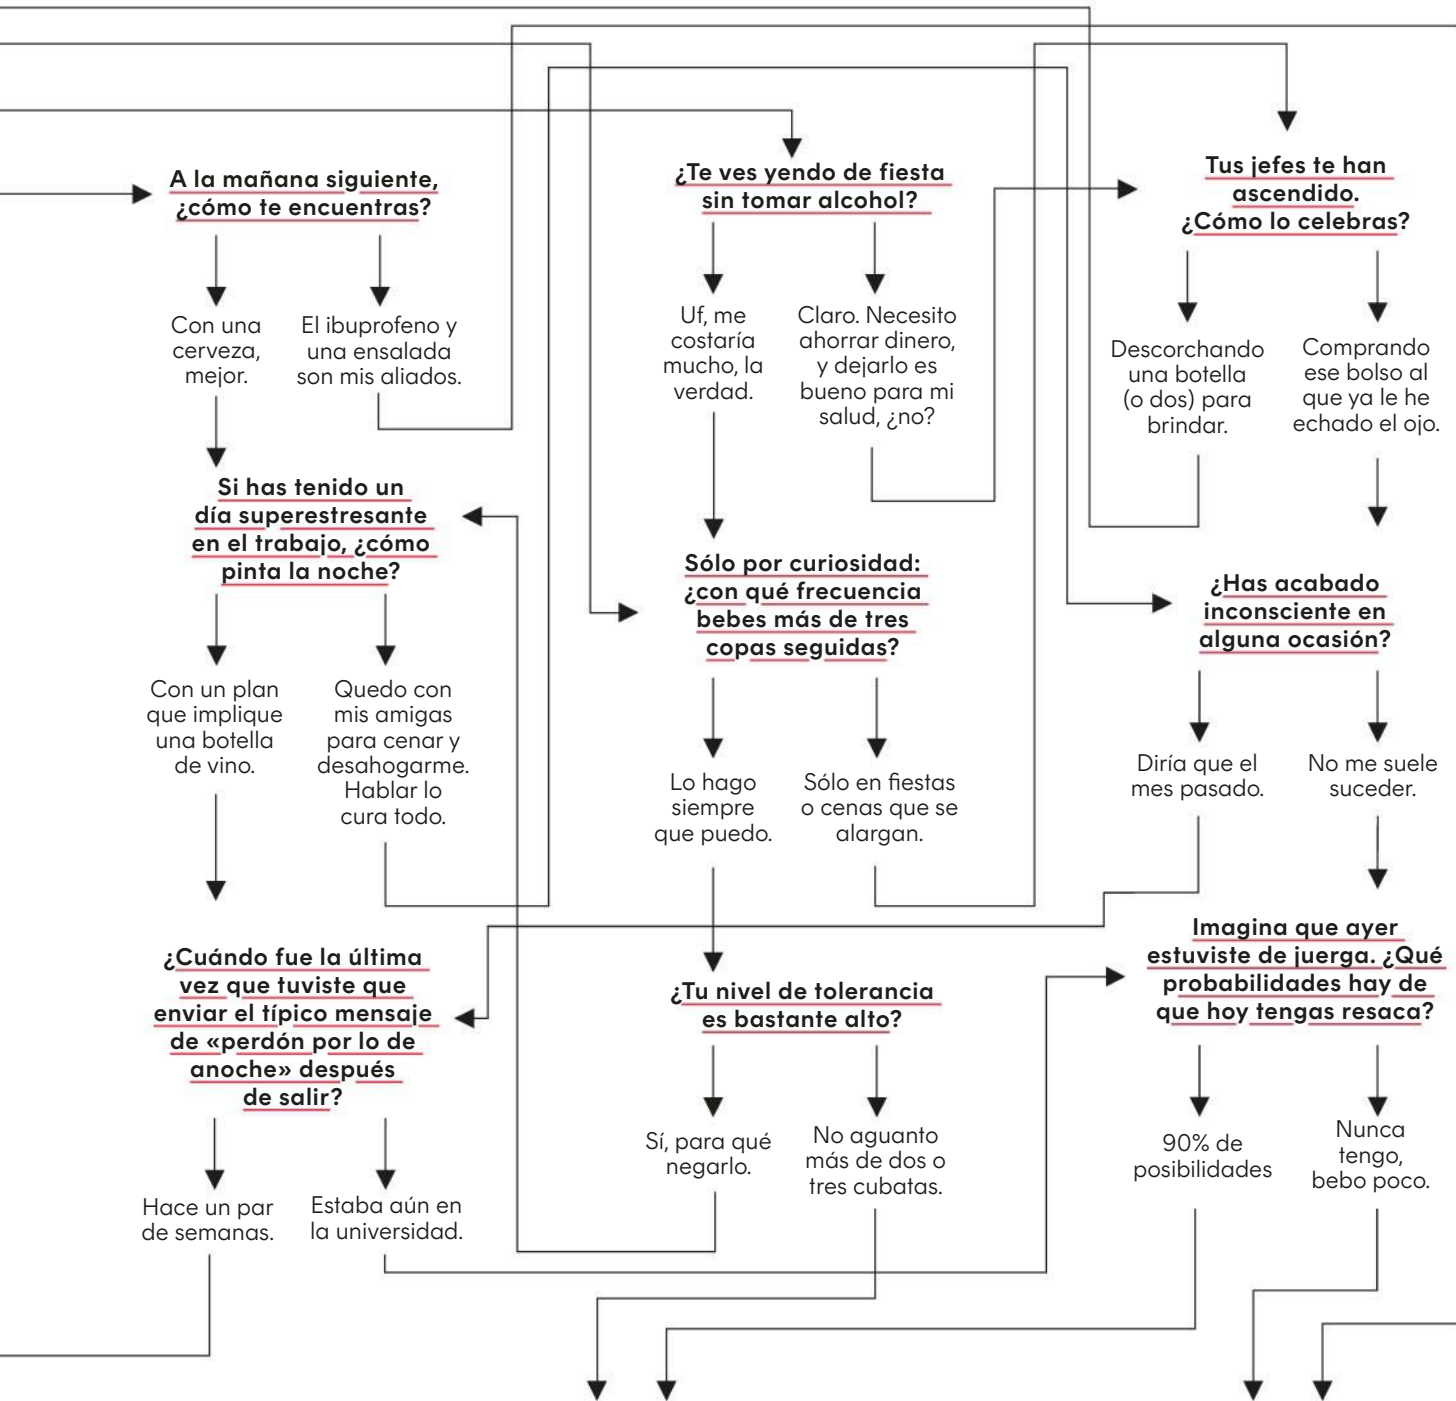 A la mañana siguiente,
¿cómo te encuentras?
Con una
cerveza,
mejor.
El ibuprofeno y
una ensalada
son mis aliados.
Si has tenido un
día superestresante
en el trabajo, ¿cómo
pinta la noche?
Con un plan
que implique
una botella
de vino.
Quedo con
mis amigas
para cenar y
desahogarme.
Hablar lo
cura todo.
¿Cuándo fue la última
vez que tuviste que
enviar el típico mensaje
de «perdón por lo de
anoche» después
de salir?
Hace un par
de semanas.
Estaba aún en
la universidad.
¿Te ves yendo de fiesta
sin tomar alcohol?
Uf, me
costaría
mucho, la
verdad.
Claro. Necesito
ahorrar dinero,
y dejarlo es
bueno para mi
salud, ¿no?
Sólo por curiosidad:
¿con qué frecuencia
bebes más de tres
copas seguidas?
Lo hago
siempre
que puedo.
Sólo en fiestas
o cenas que se
alargan.
¿Tu nivel de tolerancia
es bastante alto?
Sí, para qué
negarlo.
No aguanto
más de dos o
tres cubatas.
Tus jefes te han
ascendido.
¿Cómo lo celebras?
Descorchando
una botella
(o dos) para
brindar.
Comprando
ese bolso al
que ya le he
echado el ojo.
¿Has acabado
inconsciente en
alguna ocasión?
Diría que el
mes pasado.
No me suele
suceder.
Imagina que ayer
estuviste de juerga. ¿Qué
probabilidades hay de
que hoy tengas resaca?
90% de
posibilidades
Nunca
tengo,
bebo poco.